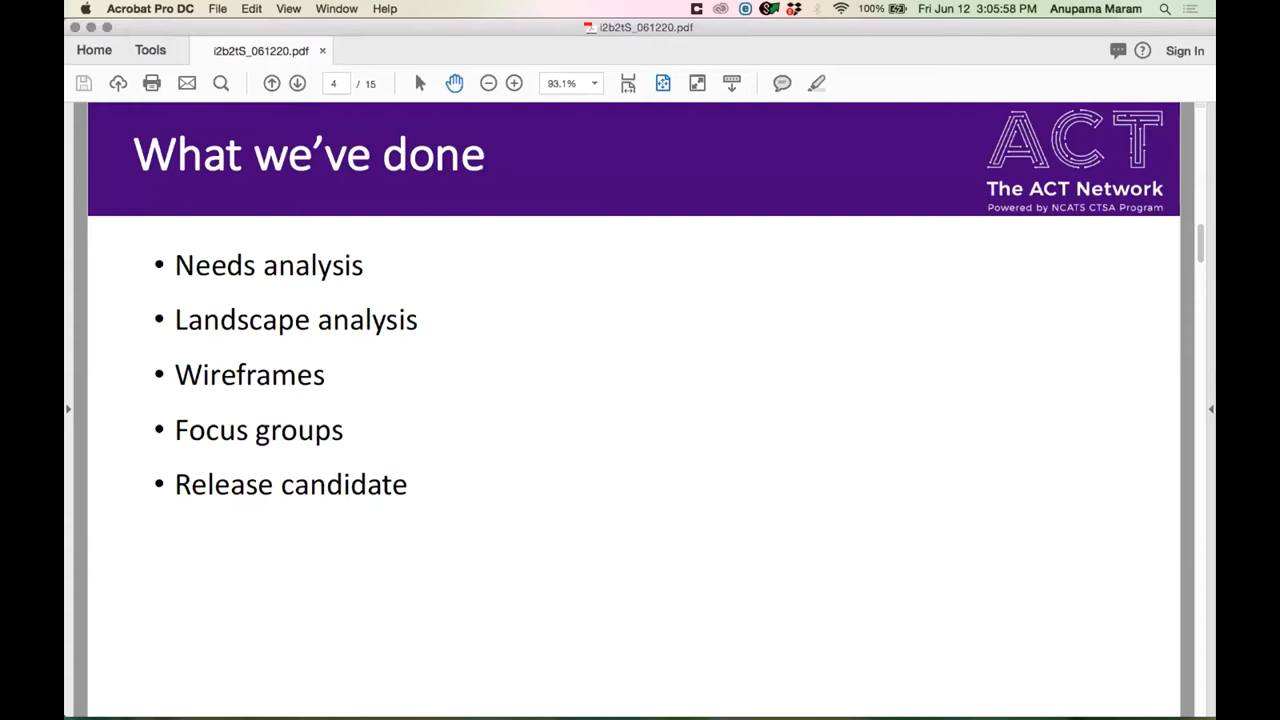 Acrobat Pro DC File Edit View Window Help 100% Fri Jun 12 3:05:58 PM Anupama Maram
i2b2tS_061220.pdf
Home Tools i2b2tS_061220.pdf × Sign In
4 / 15 93.1%
What we’ve done
ACT
The ACT Network
Powered by NCATS CTSA Program
• Needs analysis
• Landscape analysis
• Wireframes
• Focus groups
• Release candidate